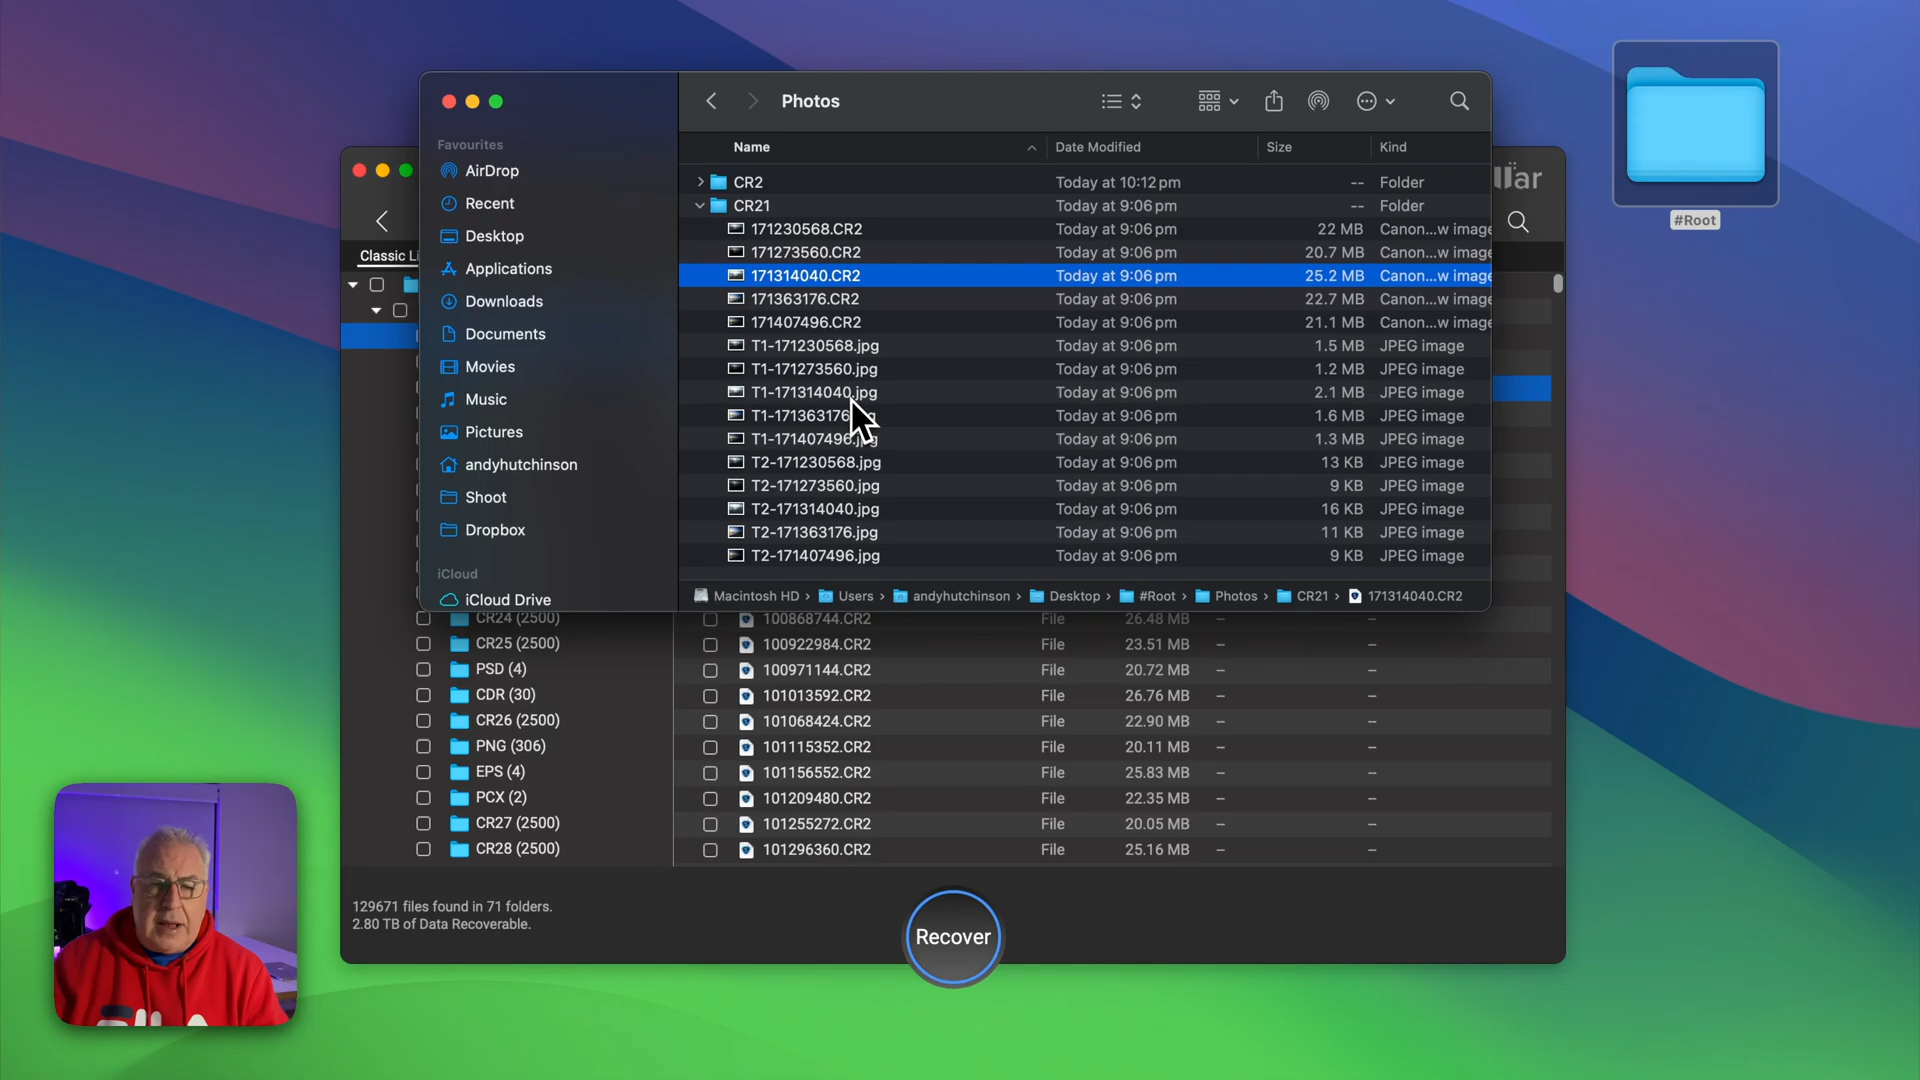 Photos
Name Date Modified Size Kind
CR2 Today at 10:12 pm -- Folder
CR21 Today at 9:06 pm -- Folder
171230568.CR2 Today at 9:06 pm 22 MB Canon...w image
171273560.CR2 Today at 9:06 pm 20.7 MB Canon...w image
171314040.CR2 Today at 9:06 pm 25.2 MB Canon...w image
171363176.CR2 Today at 9:06 pm 22.7 MB Canon...w image
171407496.CR2 Today at 9:06 pm 21.1 MB Canon...w image
T1-171230568.jpg Today at 9:06 pm 1.5 MB JPEG image
T1-171273560.jpg Today at 9:06 pm 1.2 MB JPEG image
T1-171314040.jpg Today at 9:06 pm 2.1 MB JPEG image
T1-171363176 Today at 9:06 pm 1.6 MB JPEG image
T1-171407496.jpg Today at 9:06 pm 1.3 MB JPEG image
T2-171230568.jpg Today at 9:06 pm 13 KB JPEG image
T2-171273560.jpg Today at 9:06 pm 9 KB JPEG image
T2-171314040.jpg Today at 9:06 pm 16 KB JPEG image
T2-171363176.jpg Today at 9:06 pm 11 KB JPEG image
T2-171407496.jpg Today at 9:06 pm 9 KB JPEG image
Macintosh HD › Users › andyhutchinson › Desktop › #Root › Photos › CR21 › 171314040.CR2
Favourites
AirDrop
Recent
Desktop
Applications
Downloads
Documents
Movies
Music
Pictures
andyhutchinson
Shoot
Dropbox
iCloud
iCloud Drive
#Root
Classic Li
CR24 (2500)
CR25 (2500)
PSD (4)
CDR (30)
CR26 (2500)
PNG (306)
EPS (4)
PCX (2)
CR27 (2500)
CR28 (2500)
100868744.CR2 File 26.48 MB – –
100922984.CR2 File 23.51 MB – –
100971144.CR2 File 20.72 MB – –
101013592.CR2 File 26.76 MB – –
101068424.CR2 File 22.90 MB – –
101115352.CR2 File 20.11 MB – –
101156552.CR2 File 25.83 MB – –
101209480.CR2 File 22.35 MB – –
101255272.CR2 File 20.05 MB – –
101296360.CR2 File 25.16 MB – –
129671 files found in 71 folders.
2.80 TB of Data Recoverable.
Recover